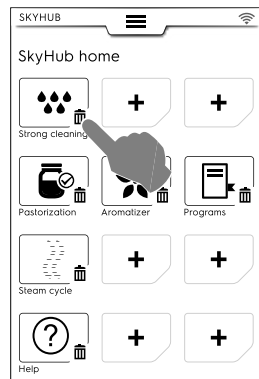 SKYHUB
SkyHub home
Strong cleaning
Pastorization Aromatizer Programs
Steam cycle
Help